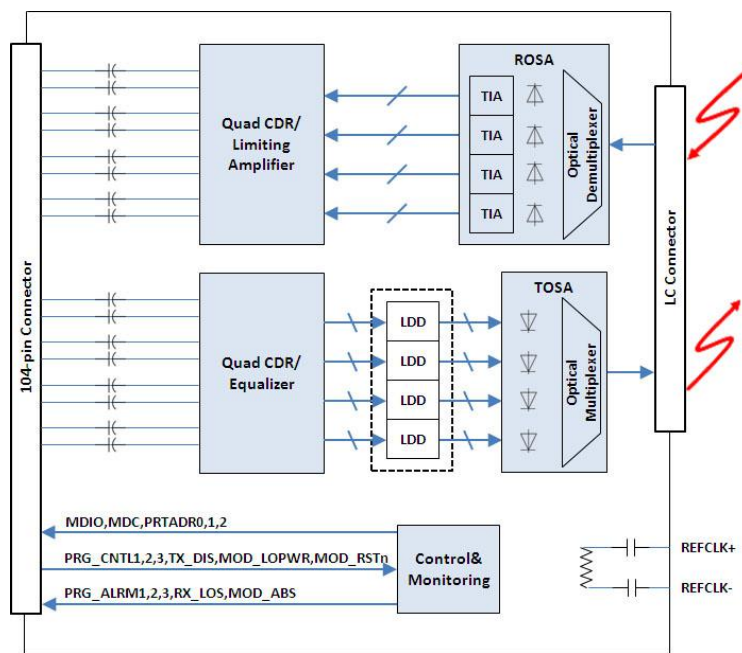 104-pin Connector
Quad CDR/
Limiting
Amplifier
ROSA
TIA
TIA
TIA
TIA
Optical
Demultiplexer
LC Connector
Quad CDR/
Equalizer
LDD
LDD
LDD
LDD
TOSA
Optical
Multiplexer
MDIO,MDC,PRTADR0,1,2
PRG_CNTL1,2,3,TX_DIS,MOD_LOPWR,MOD_RSTn
PRG_ALRM1,2,3,RX_LOS,MOD_ABS
Control&
Monitoring
REFCLK+
REFCLK-